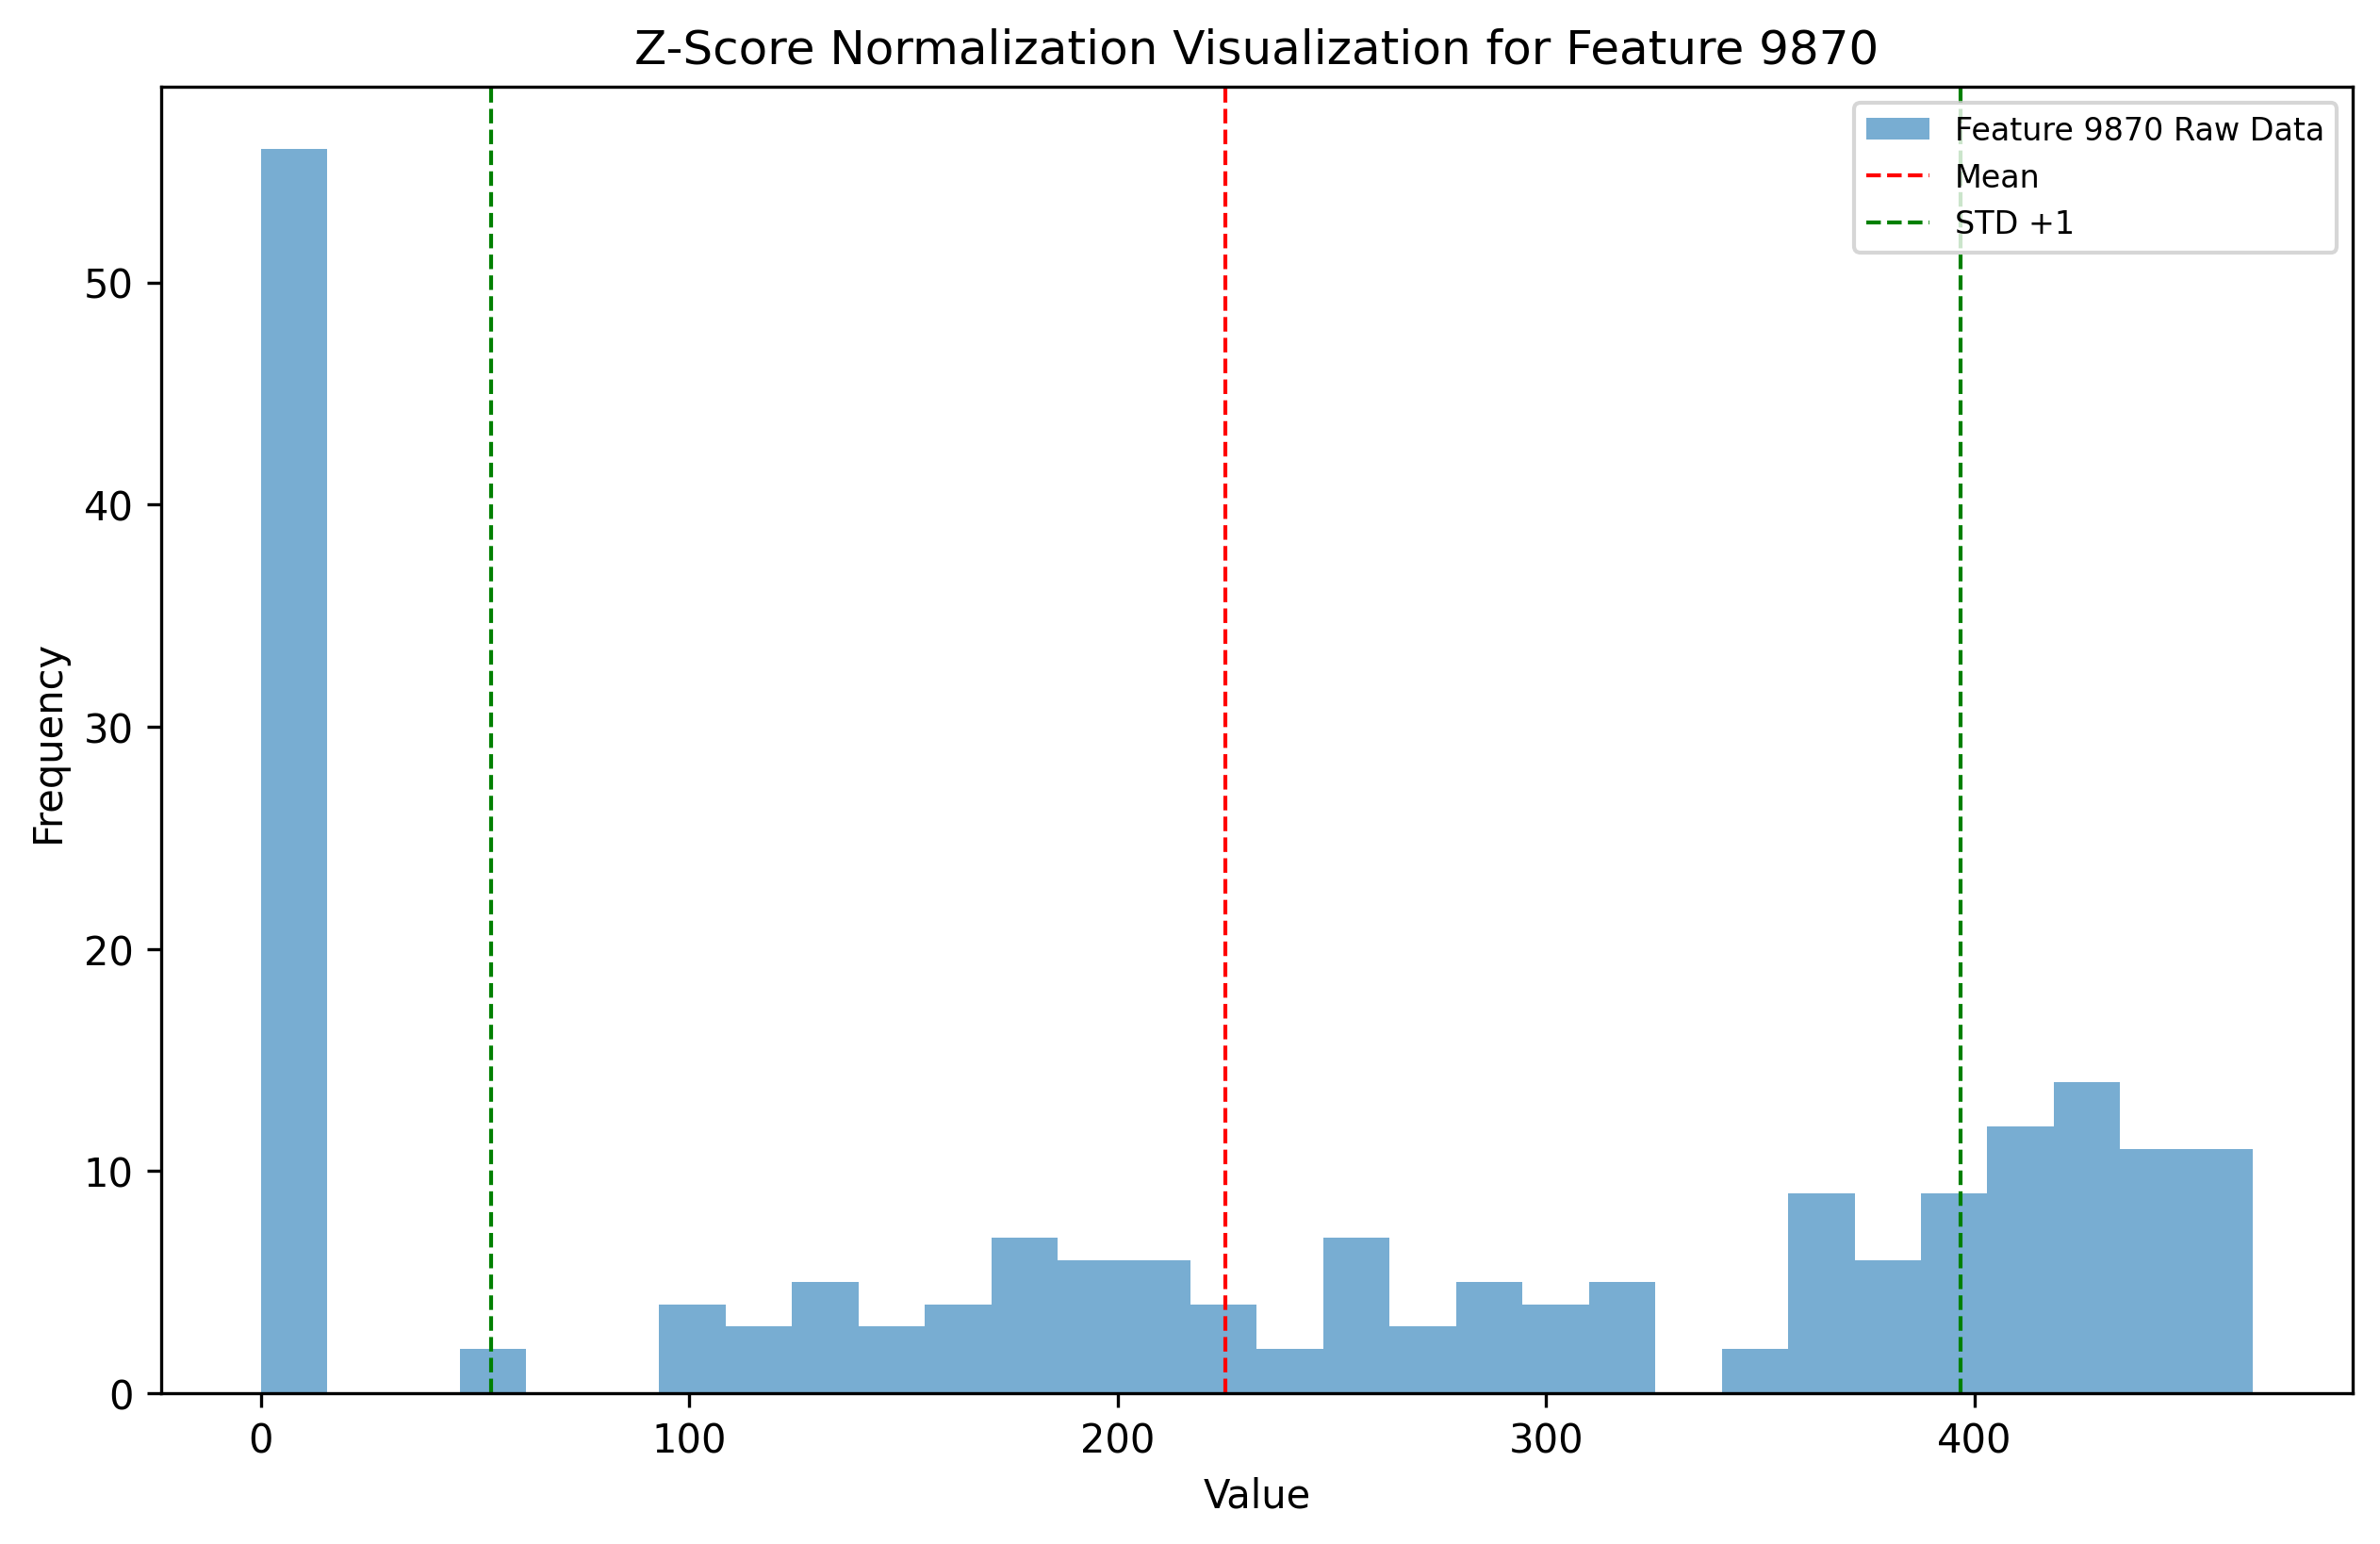 Z-Score Normalization Visualization for Feature 9870
Feature 9870 Raw Data
Mean
STD +1
Frequency
50
40
30
20
10
0
0 100 200 300 400
Value